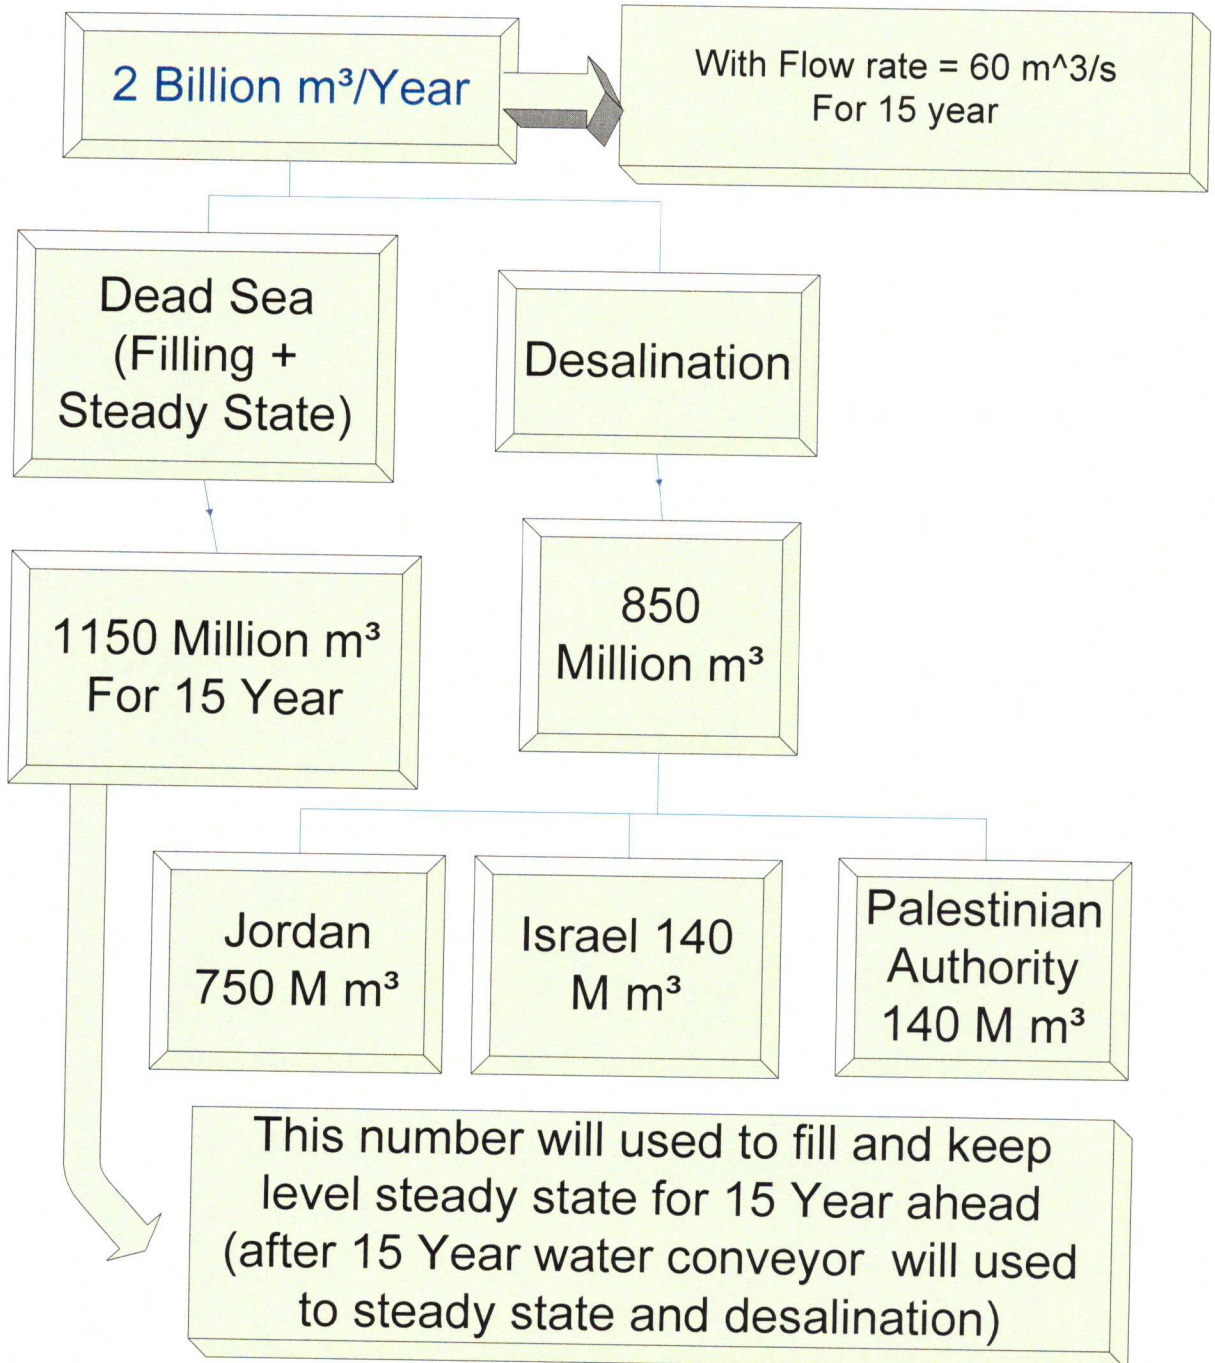 2 Billion m³/Year
With Flow rate = 60 m^3/s
For 15 year
Dead Sea
(Filling +
Steady State)
Desalination
1150 Million m³
For 15 Year
850
Million m³
Jordan
750 M m³
Israel 140
M m³
Palestinian
Authority
140 M m³
This number will used to fill and keep
level steady state for 15 Year ahead
(after 15 Year water conveyor will used
to steady state and desalination)